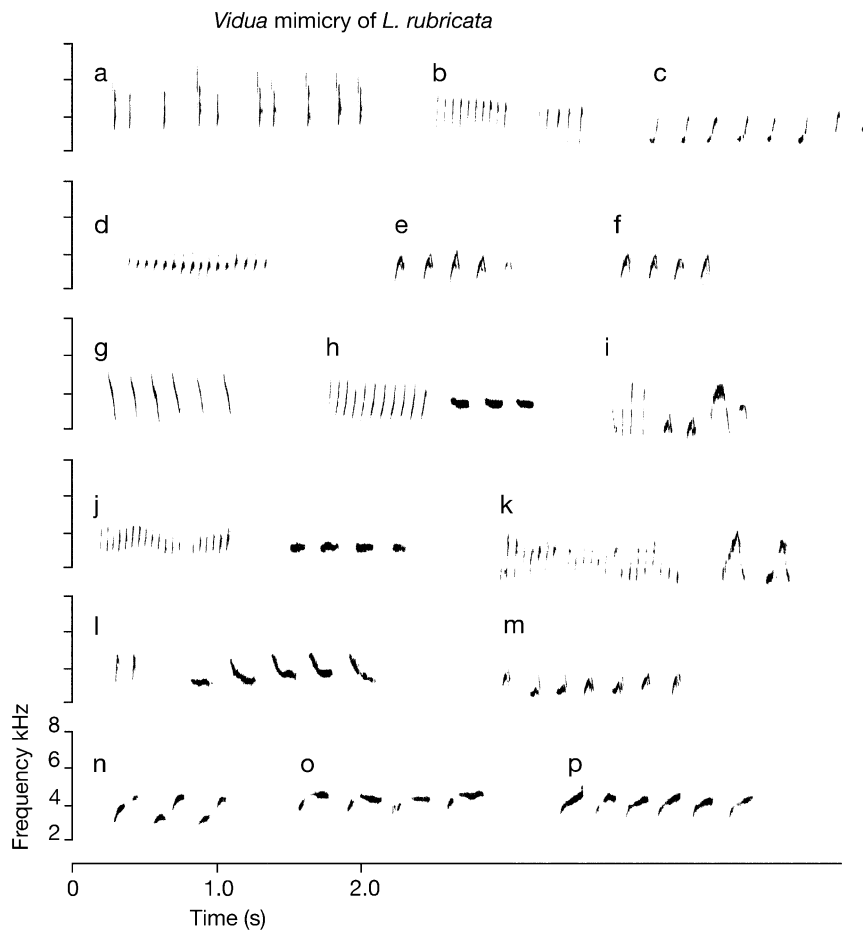 Vidua mimicry of L. rubricata
a b c
d e f
g h i
j k
l m
n o p
Frequency kHz
8
6
4
2
0 1.0 2.0
Time (s)